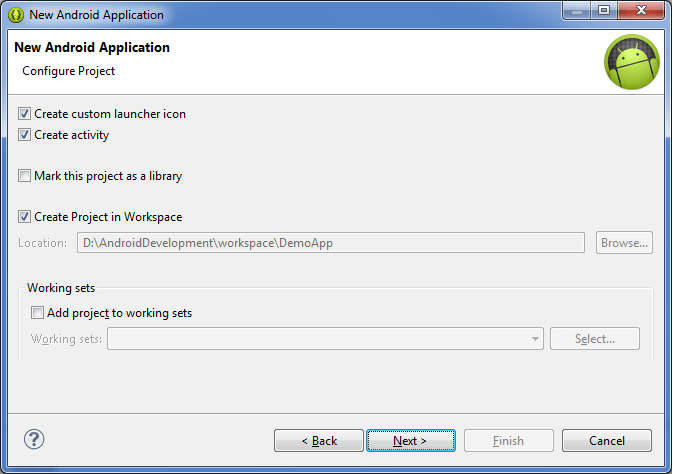 New Android Application
New Android Application
Configure Project
Create custom launcher icon
Create activity
Mark this project as a library
Create Project in Workspace
Location: D:\AndroidDevelopment\workspace\DemoApp Browse...
Working sets
Add project to working sets
Working sets: Select...
? < Back Next > Finish Cancel